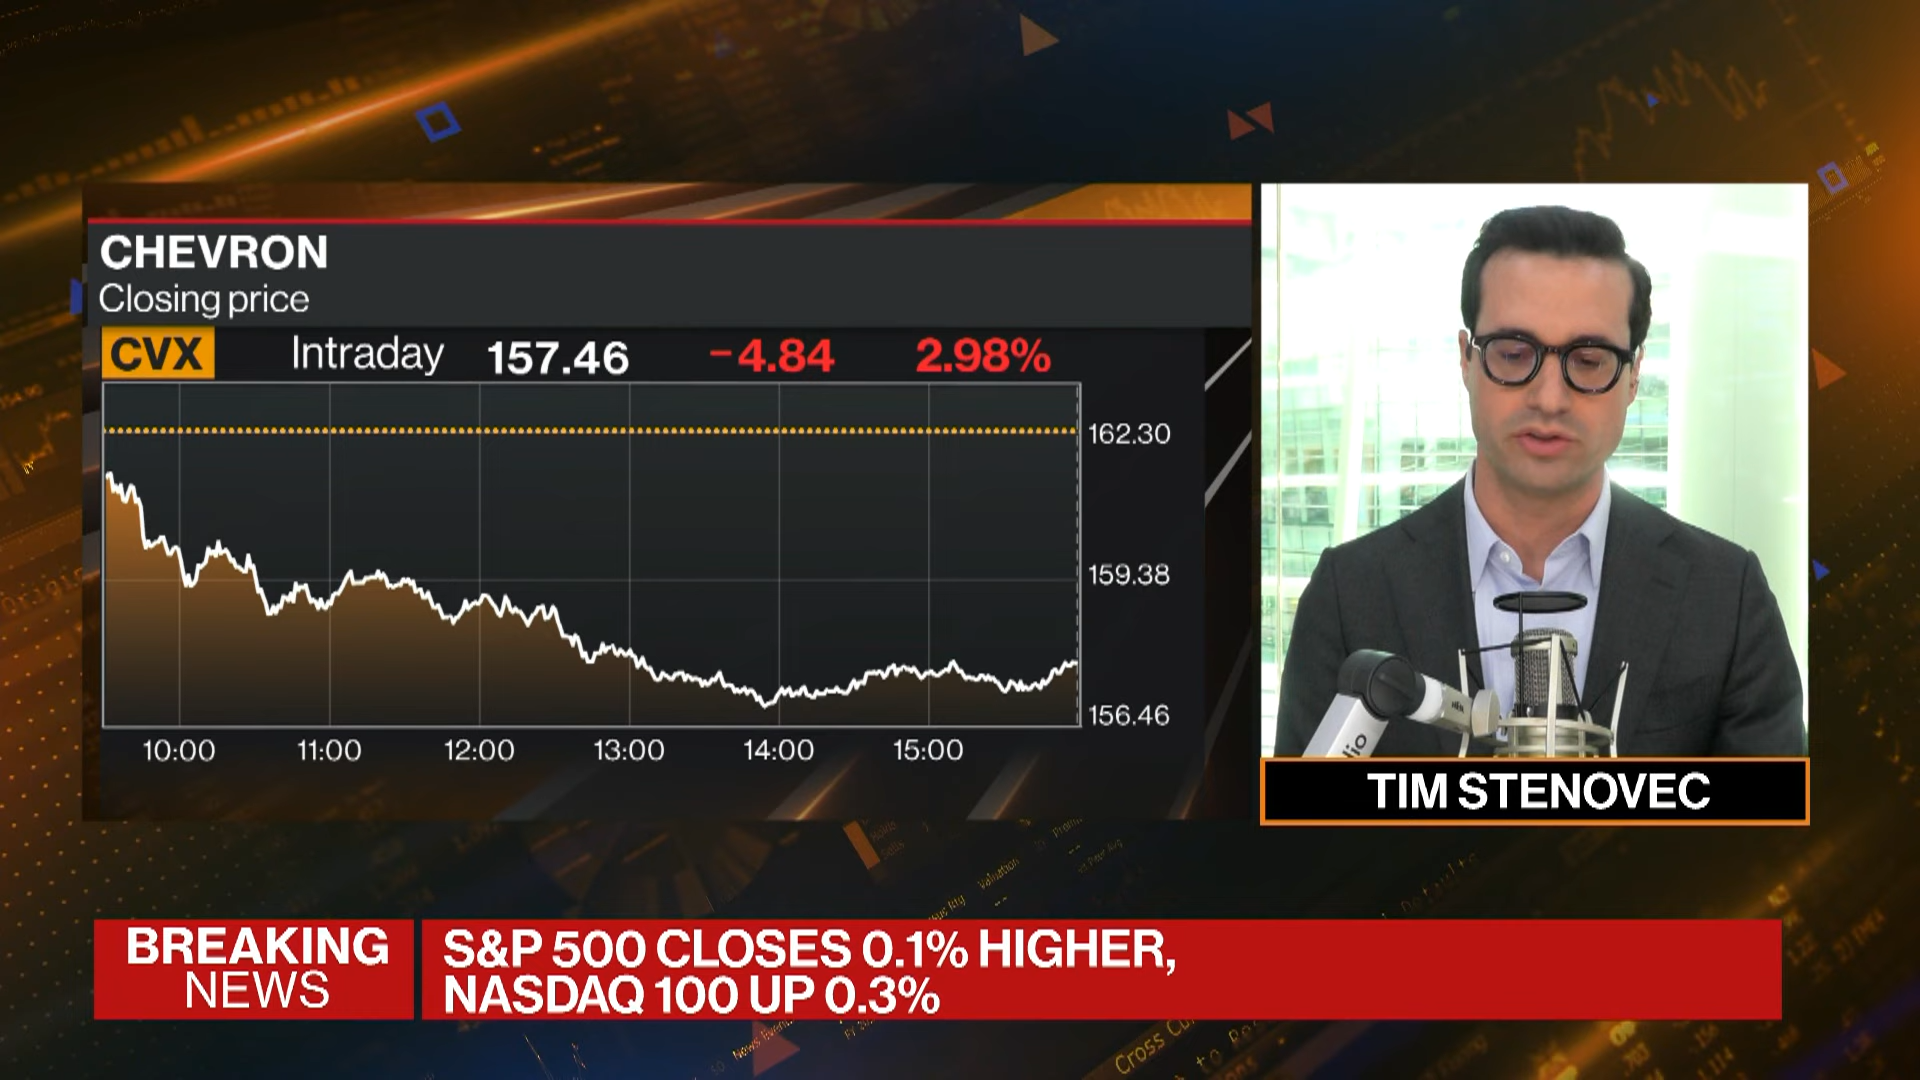 CHEVRON
Closing price
CVX Intraday 157.46 −4.84 2.98%
162.30
159.38
156.46
10:00 11:00 12:00 13:00 14:00 15:00
TIM STENOVEC
BREAKING
NEWS
S&P 500 CLOSES 0.1% HIGHER,
NASDAQ 100 UP 0.3%
Valuation
Cross